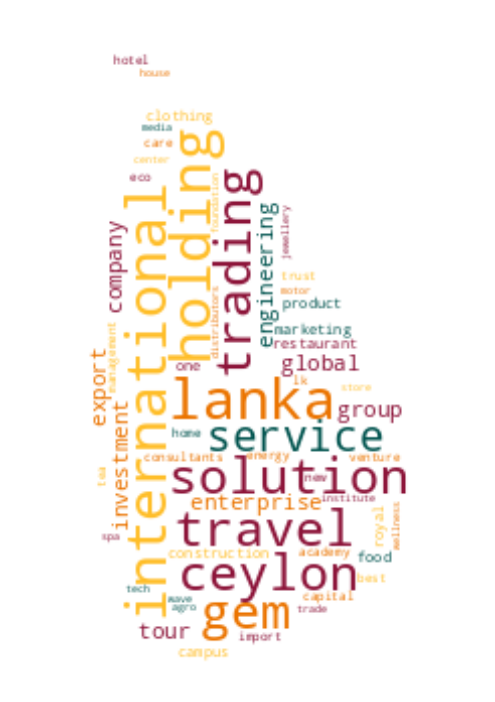 hotel
house
clothing
media
care
center
eco
holding
international
trading
foundation
engineering
jewellery
company
trust
motor
product
distributors
management
marketing
restaurant
export
one
global
lk
store
lanka
group
investment
home
service
tea
consultants
energy
venture
solution
new
enterprise
institute
royal
wellness
travel
spa
construction
academy
food
ceylon
best
tech
wave
agro
capital
gem
trade
tour
import
campus